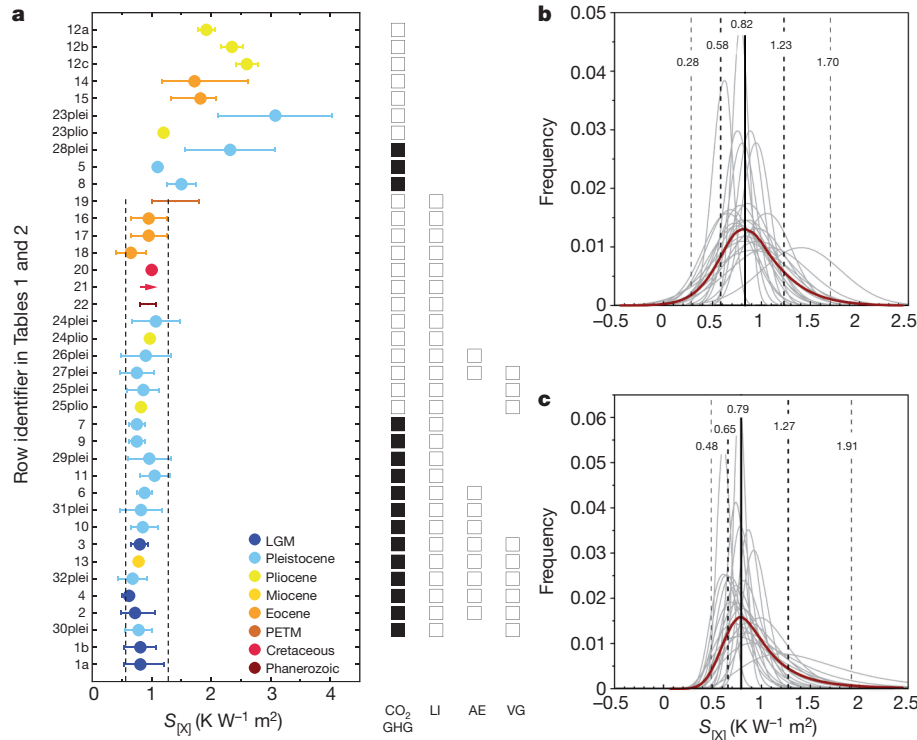 a
Row identifier in Tables 1 and 2
12a
12b
12c
14
15
23plei
23plio
28plei
5
8
19
16
17
18
20
21
22
24plei
24plio
26plei
27plei
25plei
25plio
7
9
29plei
11
6
31plei
10
3
13
32plei
4
2
30plei
1b
1a
LGM
Pleistocene
Pliocene
Miocene
Eocene
PETM
Cretaceous
Phanerozoic
0 1 2 3 4
S[X] (K W–1 m2)
CO2 GHG
LI
AE
VG
b
Frequency
0.05
0.04
0.03
0.02
0.01
0
0.28
0.58
0.82
1.23
1.70
–0.5 0 0.5 1 1.5 2 2.5
c
Frequency
0.06
0.05
0.04
0.03
0.02
0.01
0
0.48
0.65
0.79
1.27
1.91
–0.5 0 0.5 1 1.5 2 2.5
S[X] (K W–1 m2)